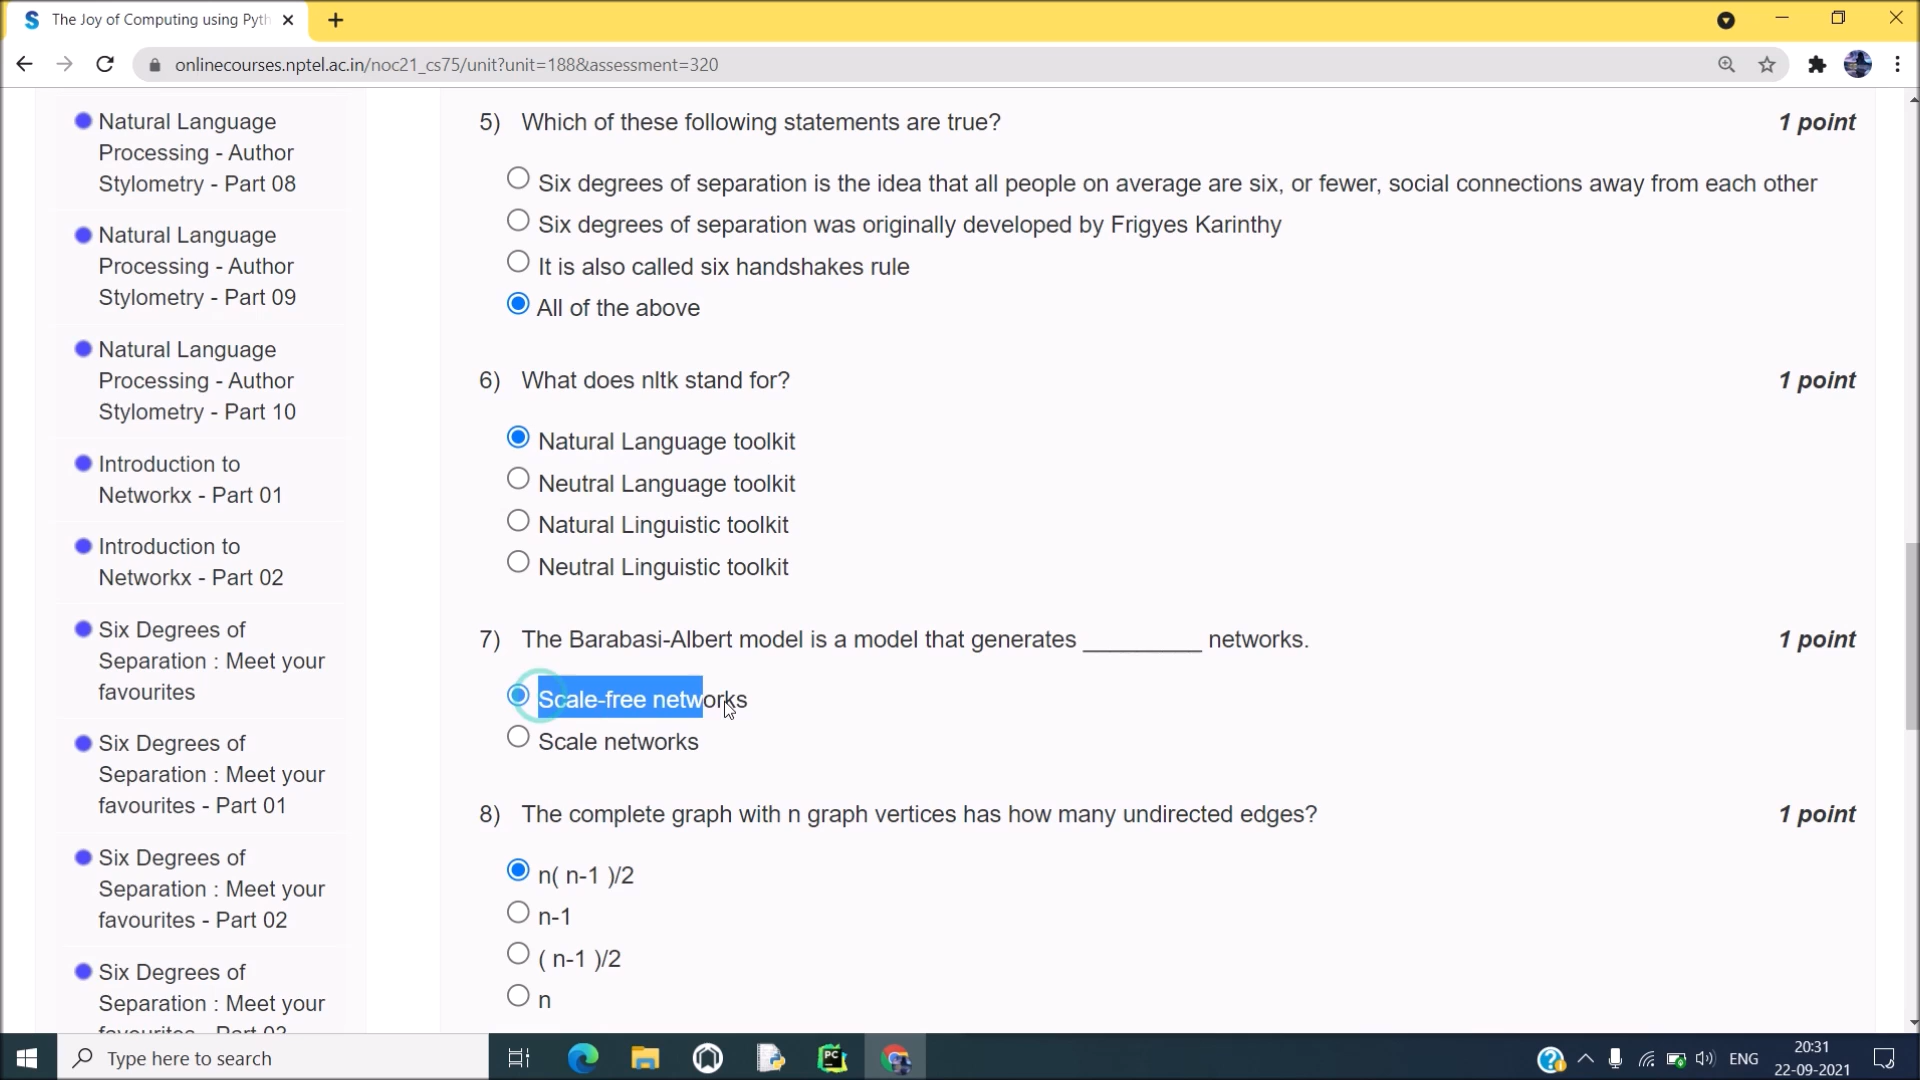 The Joy of Computing using Pyth
onlinecourses.nptel.ac.in/noc21_cs75/unit?unit=188&assessment=320
Natural Language
Processing - Author
Stylometry - Part 08
Natural Language
Processing - Author
Stylometry - Part 09
Natural Language
Processing - Author
Stylometry - Part 10
Introduction to
Networkx - Part 01
Introduction to
Networkx - Part 02
Six Degrees of
Separation : Meet your
favourites
Six Degrees of
Separation : Meet your
favourites - Part 01
Six Degrees of
Separation : Meet your
favourites - Part 02
Six Degrees of
Separation : Meet your
favourites - Part 03
5) Which of these following statements are true? 1 point
Six degrees of separation is the idea that all people on average are six, or fewer, social connections away from each other
Six degrees of separation was originally developed by Frigyes Karinthy
It is also called six handshakes rule
All of the above
6) What does nltk stand for? 1 point
Natural Language toolkit
Neutral Language toolkit
Natural Linguistic toolkit
Neutral Linguistic toolkit
7) The Barabasi-Albert model is a model that generates _________ networks. 1 point
Scale-free networks
Scale networks
8) The complete graph with n graph vertices has how many undirected edges? 1 point
n( n-1 )/2
n-1
( n-1 )/2
n
Type here to search
PC
ENG
20:31
22-09-2021